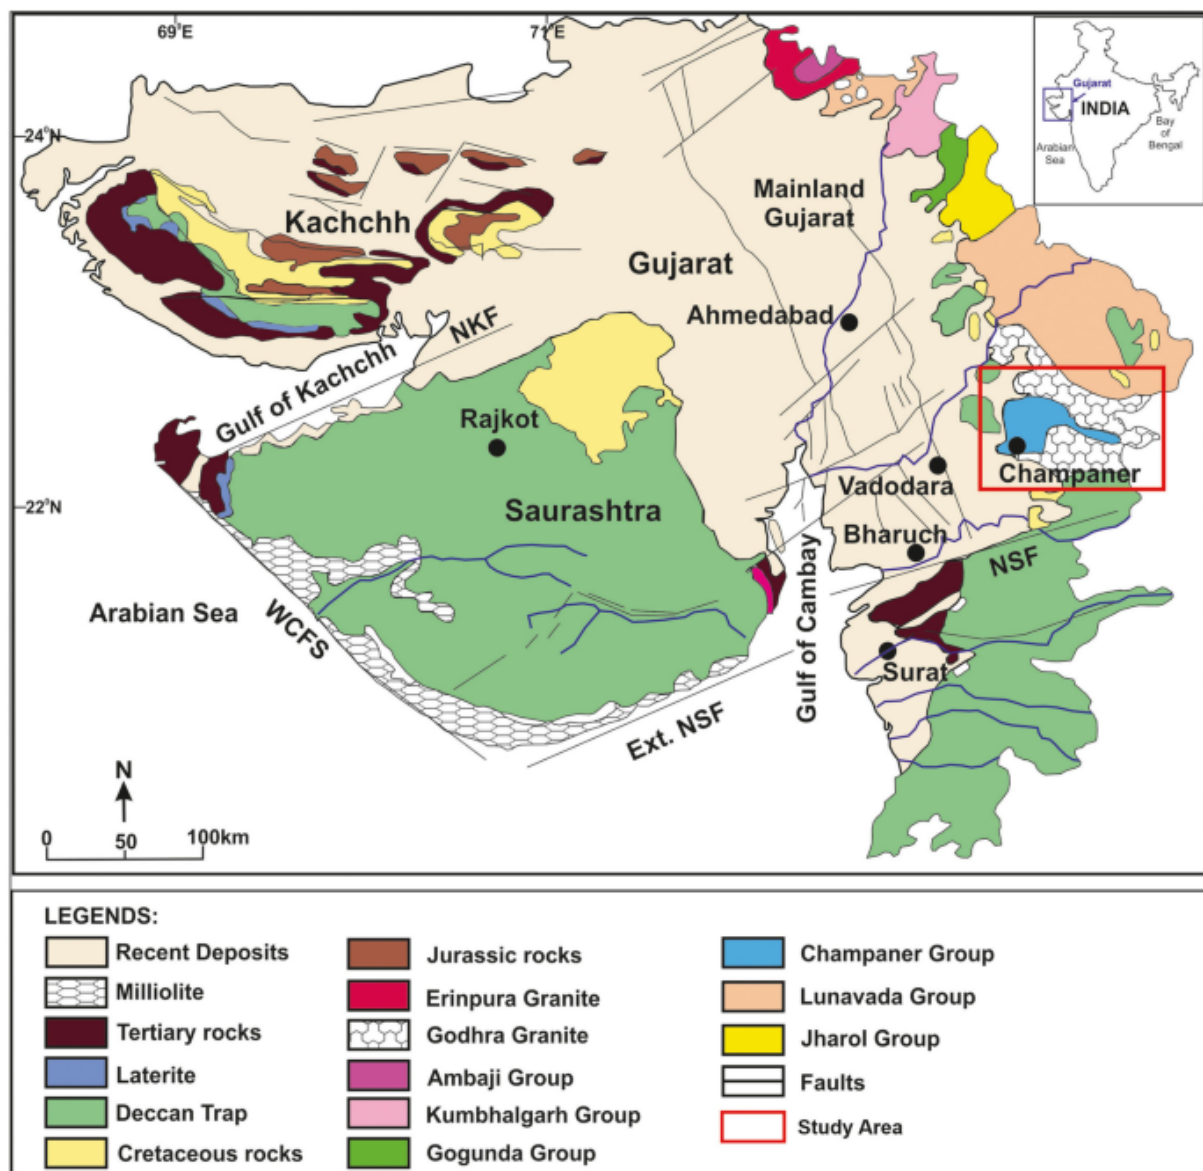 69°E
71°E
24°N
22°N
Gujarat
INDIA
Arabian
Sea
Bay
of
Bengal
Mainland
Gujarat
Kachchh
Gujarat
Ahmedabad
NKF
Gulf of Kachchh
Rajkot
Champaner
Vadodara
Saurashtra
Bharuch
NSF
Gulf of Cambay
Arabian Sea
WCFS
Surat
Ext. NSF
N
0 50 100km
LEGENDS:
Recent Deposits
Milliolite
Tertiary rocks
Laterite
Deccan Trap
Cretaceous rocks
Jurassic rocks
Erinpura Granite
Godhra Granite
Ambaji Group
Kumbhalgarh Group
Gogunda Group
Champaner Group
Lunavada Group
Jharol Group
Faults
Study Area